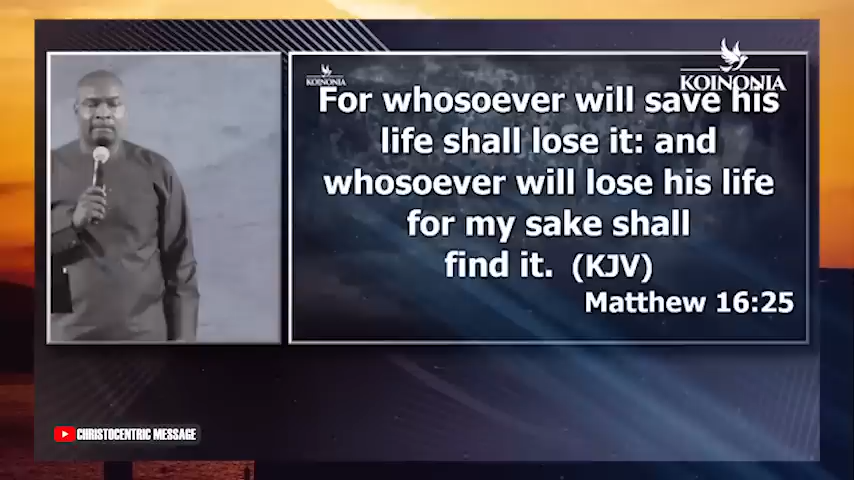 KOINONIA
KOINONIA
For whosoever will save his
life shall lose it: and
whosoever will lose his life
for my sake shall
find it. (KJV)
Matthew 16:25
CHRISTOCENTRIC MESSAGE